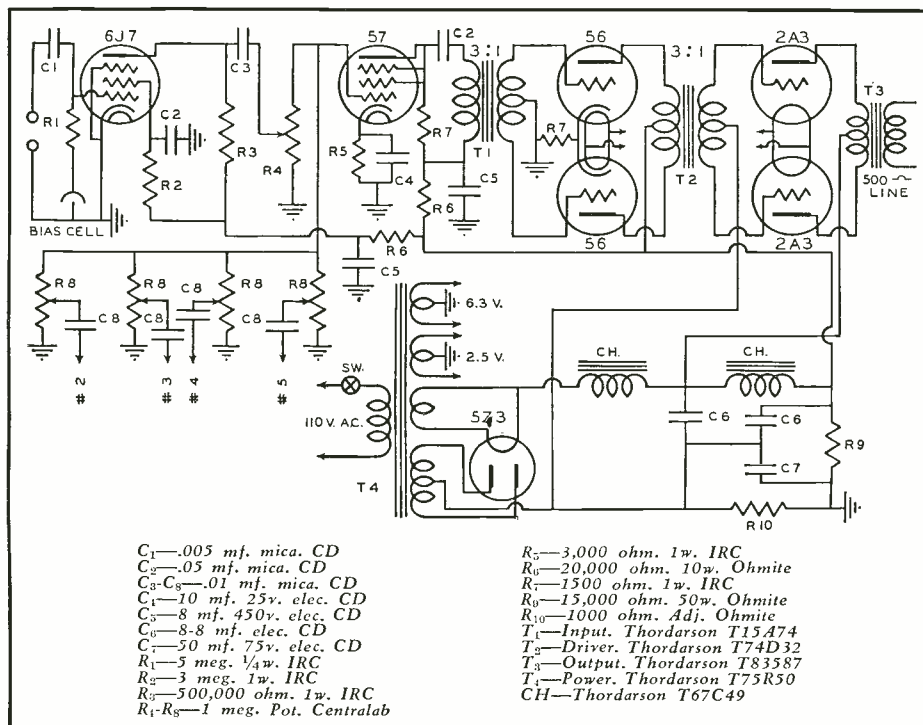 6J7
57
C2
3:1
56
3:1
2A3
T3
C1
C3
R1
C2
R3
R4
R5
C4
R7
T1
R7
T2
500 ~
LINE
R2
C5
R6
BIAS CELL
R6
56
2A3
C5
R8
R8
C8
R8
R8
C8
C8
C8
6.3 V.
2.5 V.
#2
#3
#4
#5
SW.
CH.
CH.
110 V. A.C.
5Z3
C6
C6
C7
R9
T4
R10
C1—.005 mf. mica. CD
C2—.05 mf. mica. CD
C3-C8—.01 mf. mica. CD
C4—10 mf. 25v. elec. CD
C5—8 mf. 450v. elec. CD
C6—8-8 mf. elec. CD
C7—50 mf. 75v. elec. CD
R1—5 meg. ¼w. IRC
R2—3 meg. 1w. IRC
R3—500,000 ohm. 1w. IRC
R4-R8—1 meg. Pot. Centralab
R5—3,000 ohm. 1w. IRC
R6—20,000 ohm. 10w. Ohmite
R7—1500 ohm. 1w. IRC
R9—15,000 ohm. 50w. Ohmite
R10—1000 ohm. Adj. Ohmite
T1—Input. Thordarson T15A74
T2—Driver. Thordarson T74D32
T3—Output. Thordarson T83587
T4—Power. Thordarson T75R50
CH—Thordarson T67C49